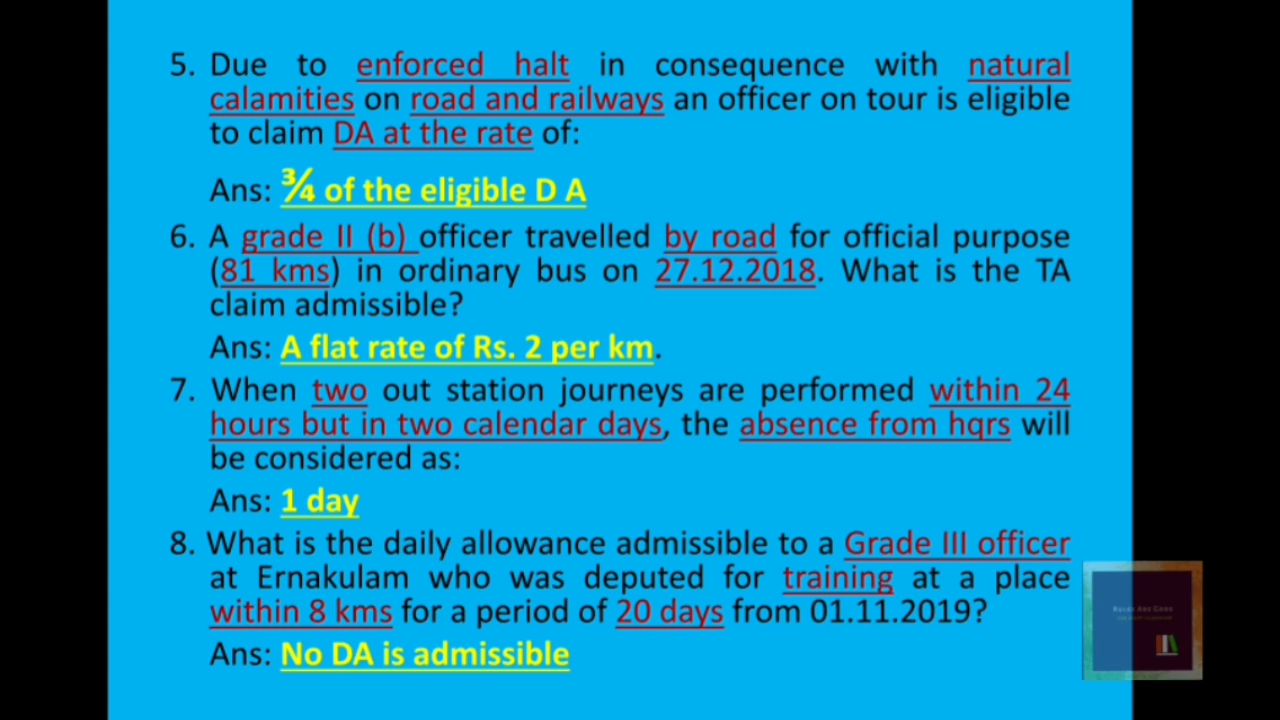 5. Due to enforced halt in consequence with natural
calamities on road and railways an officer on tour is eligible
to claim DA at the rate of:
Ans: ¾ of the eligible D A
6. A grade II (b) officer travelled by road for official purpose
(81 kms) in ordinary bus on 27.12.2018. What is the TA
claim admissible?
Ans: A flat rate of Rs. 2 per km.
7. When two out station journeys are performed within 24
hours but in two calendar days, the absence from hqrs will
be considered as:
Ans: 1 day
8. What is the daily allowance admissible to a Grade III officer
at Ernakulam who was deputed for training at a place
within 8 kms for a period of 20 days from 01.11.2019?
Ans: No DA is admissible